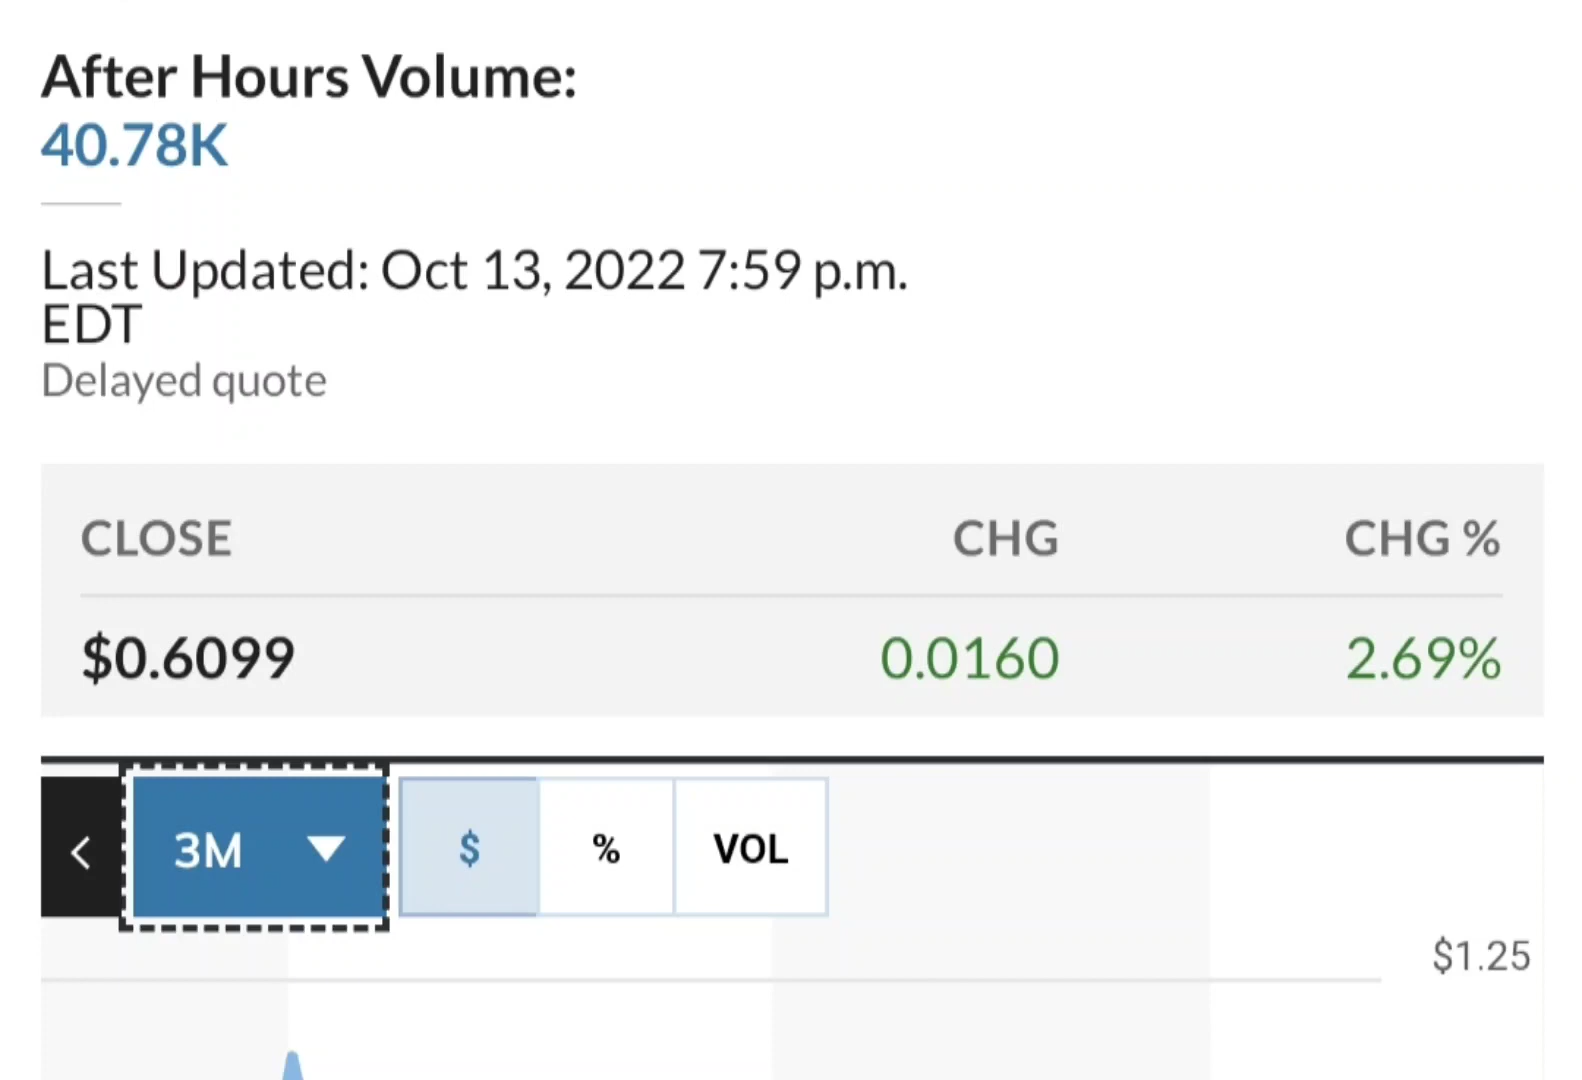 After Hours Volume:
40.78K
Last Updated: Oct 13, 2022 7:59 p.m.
EDT
Delayed quote
CLOSE CHG CHG %
$0.6099 0.0160 2.69%
3M $ % VOL
$1.25